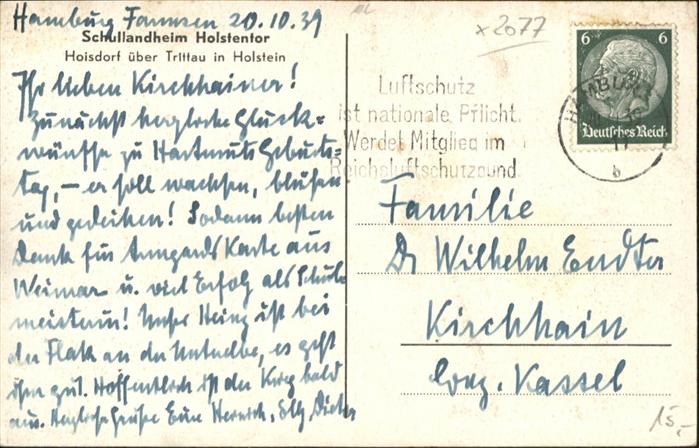 Hamburg Farmsen 20.10.39
Schullandheim Holstentor
Hoisdorf über Trittau in Holstein
Ihr lieben Kirchhainer!
Zunächst herzliche Glück=
wünsche zu Hartmuts Geburts-
tag, – er soll wachsen, blühen
und gedeihen! Sodann besten
Dank für Armgards Karte aus
Weimar u. viel Erfolg als Schul-
meisterin! Unser Heinz ist bei
der Flak an der Unterelbe, es geht
ihm gut. Hoffentlich ist der Krieg bald
aus. Herzliche Grüße Eure Elly, Dieter
x2077
6 6
Deutsches Reich
HAMBURG
b
Luftschutz
ist nationale Pflicht.
Werdet Mitglied im
Reichsluftschutzbund.
Familie
Dr Wilhelm Endter
Kirchhain
Bez. Kassel
15,-